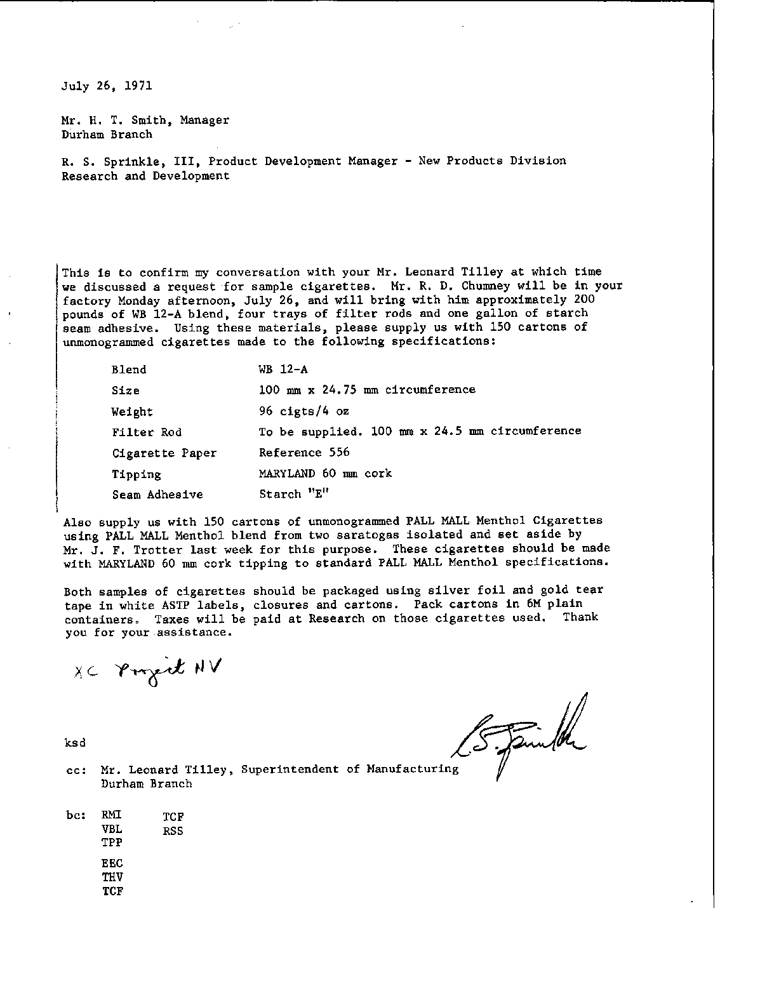 July 26, 1971
Mr. H. T. Smith, Manager
Durham Branch
R. S. Sprinkle, III, Product Development Manager - New Products Division
Research and Development
This is to confirm my conversation with your Mr. Leonard Tilley at which time
we discussed a request for sample cigarettes. Mr. R. D. Chumney will be in your
factory Monday afternoon, July 26, and will bring with him approximately 200
pounds of WB 12-A blend, four trays of filter rods and one gallon of starch
seam adhesive. Using these materials, please supply us with 150 cartons of
unmonogrammed cigarettes made to the following specifications:
Blend WB 12-A
Size 100 mm x 24.75 mm circumference
Weight 96 cigts/4 oz
Filter Rod To be supplied. 100 mm x 24.5 mm circumference
Cigarette Paper Reference 556
Tipping MARYLAND 60 mm cork
Seam Adhesive Starch "E"
Also supply us with 150 cartons of unmonogrammed PALL MALL Menthol Cigarettes
using PALL MALL Menthol blend from two saratogas isolated and set aside by
Mr. J. F. Trotter last week for this purpose. These cigarettes should be made
with MARYLAND 60 mm cork tipping to standard PALL MALL Menthol specifications.
Both samples of cigarettes should be packaged using silver foil and gold tear
tape in white ASTP labels, closures and cartons. Pack cartons in 6M plain
containers. Taxes will be paid at Research on those cigarettes used. Thank
you for your assistance.
XC Project NV
ksd
cc: Mr. Leonard Tilley, Superintendent of Manufacturing
Durham Branch
bc: RMI TCF
VBL RSS
TPP
EEC
THV
TCF